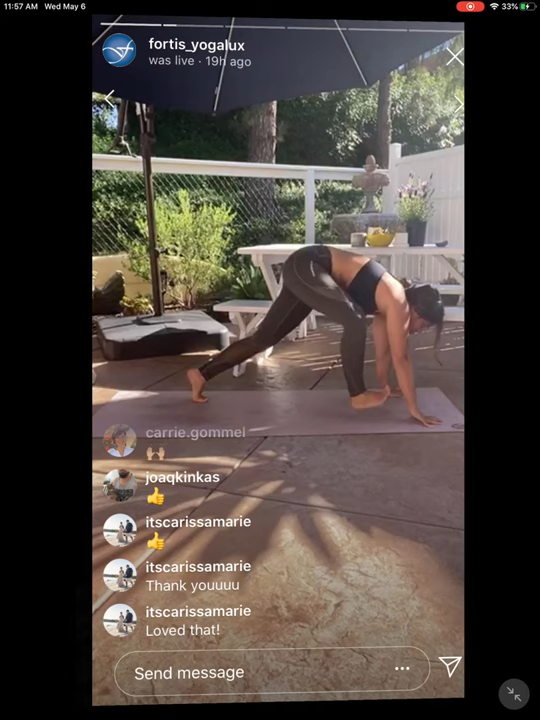 11:57 AM Wed May 6
33%
fortis_yogalux
was live · 19h ago
carrie.gommel
joaqkinkas
itscarissamarie
itscarissamarie
Thank youuuu
itscarissamarie
Loved that!
Send message